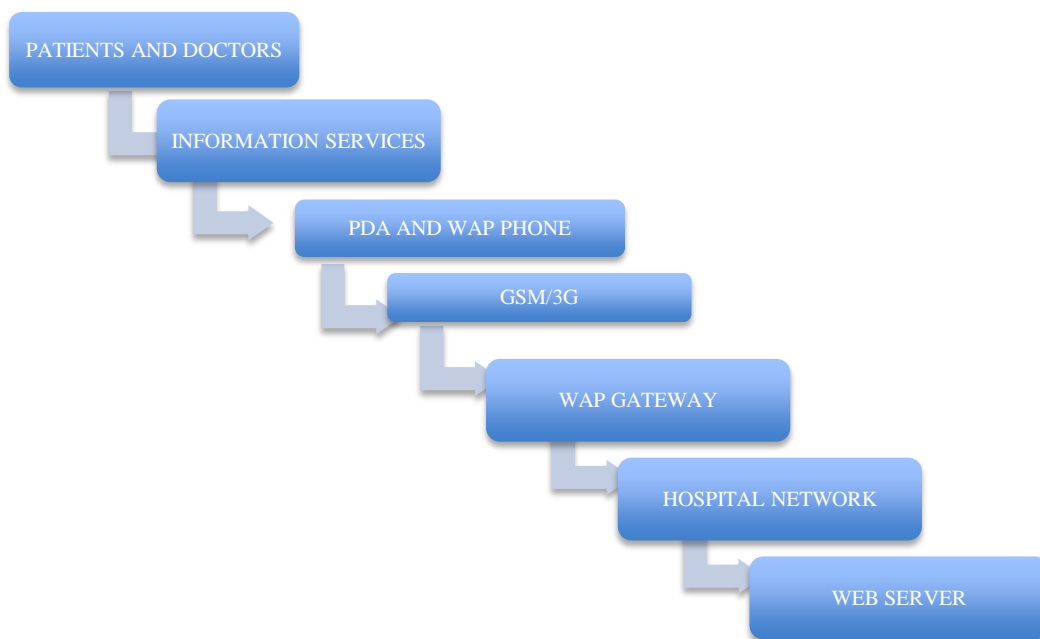 PATIENTS AND DOCTORS
INFORMATION SERVICES
PDA AND WAP PHONE
GSM/3G
WAP GATEWAY
HOSPITAL NETWORK
WEB SERVER